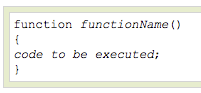 function functionName()
{
code to be executed;
}